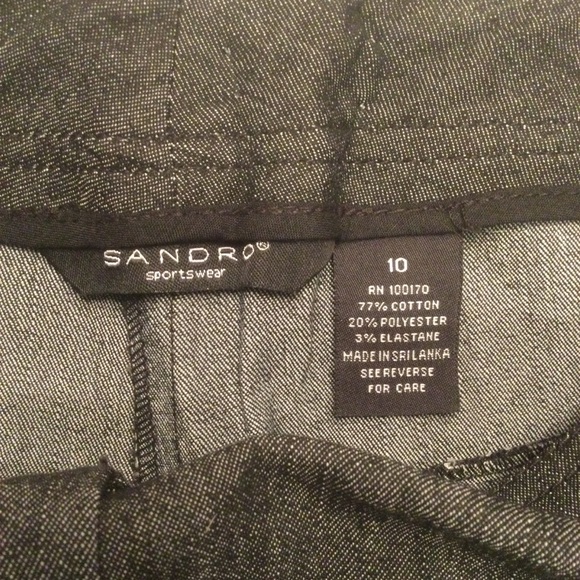 SANDRO®
sportswear
10
RN 100170
77% COTTON
20% POLYESTER
3% ELASTANE
MADE IN SRI LANKA
SEE REVERSE
FOR CARE